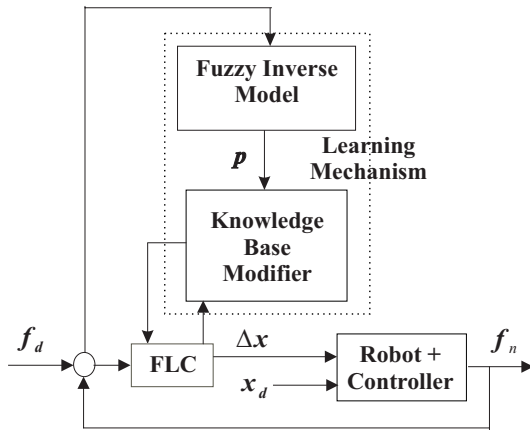 Fuzzy Inverse
Model
Learning
Mechanism
p
Knowledge
Base
Modifier
f_d
FLC
Δx
x_d
Robot +
Controller
f_n